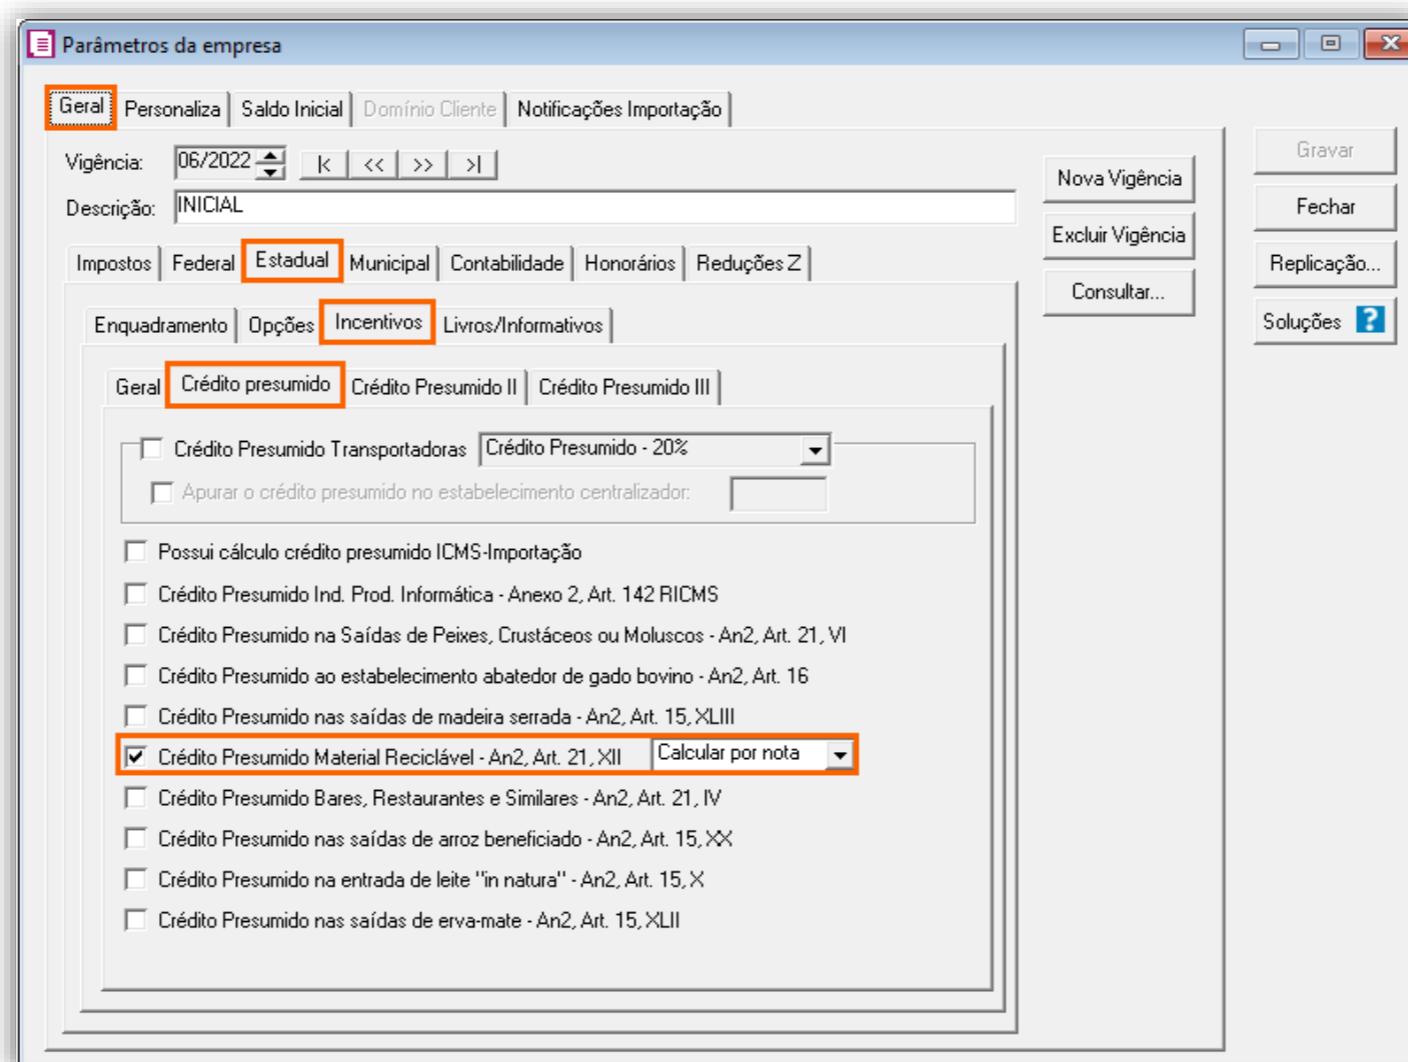 Parâmetros da empresa
Geral Personaliza Saldo Inicial Domínio Cliente Notificações Importação
Vigência: 06/2022 |< << >> >|
Descrição: INICIAL
Impostos Federal Estadual Municipal Contabilidade Honorários Reduções Z
Enquadramento Opções Incentivos Livros/Informativos
Geral Crédito presumido Crédito Presumido II Crédito Presumido III
Crédito Presumido Transportadoras Crédito Presumido - 20%
Apurar o crédito presumido no estabelecimento centralizador:
Possui cálculo crédito presumido ICMS-Importação
Crédito Presumido Ind. Prod. Informática - Anexo 2, Art. 142 RICMS
Crédito Presumido na Saídas de Peixes, Crustáceos ou Moluscos - An2, Art. 21, VI
Crédito Presumido ao estabelecimento abatedor de gado bovino - An2, Art. 16
Crédito Presumido nas saídas de madeira serrada - An2, Art. 15, XLIII
Crédito Presumido Material Reciclável - An2, Art. 21, XII Calcular por nota
Crédito Presumido Bares, Restaurantes e Similares - An2, Art. 21, IV
Crédito Presumido nas saídas de arroz beneficiado - An2, Art. 15, XX
Crédito Presumido na entrada de leite "in natura" - An2, Art. 15, X
Crédito Presumido nas saídas de erva-mate - An2, Art. 15, XLII
Nova Vigência
Excluir Vigência
Consultar...
Gravar
Fechar
Replicação...
Soluções ?